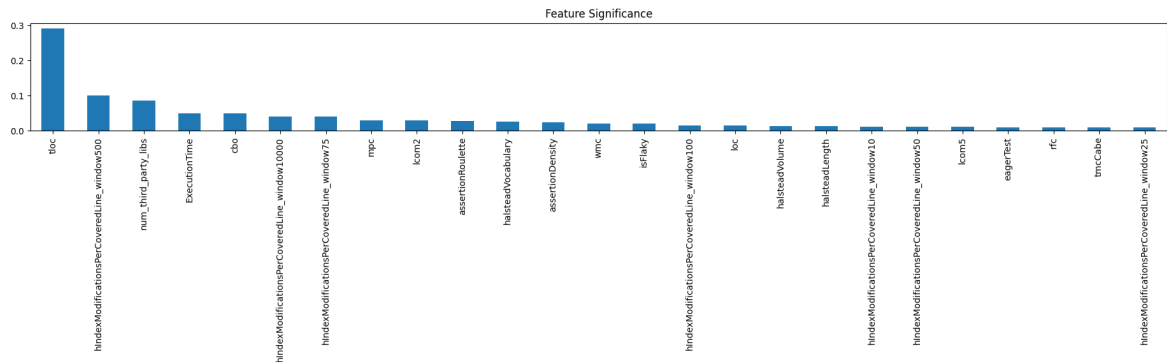 Feature Significance
0.3
0.2
0.1
0.0
tloc
hIndexModificationsPerCoveredLine_window500
num_third_party_libs
ExecutionTime
cbo
hIndexModificationsPerCoveredLine_window10000
hIndexModificationsPerCoveredLine_window75
mpc
lcom2
assertionRoulette
halsteadVocabulary
assertionDensity
wmc
isFlaky
hIndexModificationsPerCoveredLine_window100
loc
halsteadVolume
halsteadLength
hIndexModificationsPerCoveredLine_window10
hIndexModificationsPerCoveredLine_window50
lcom5
eagerTest
rfc
tmcCabe
hIndexModificationsPerCoveredLine_window25